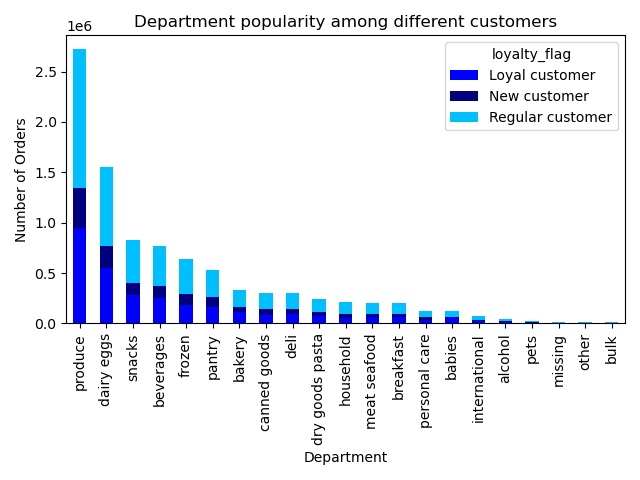 Department popularity among different customers
1e6
loyalty_flag
Loyal customer
New customer
Regular customer
Number of Orders
2.5
2.0
1.5
1.0
0.5
0.0
produce
dairy eggs
snacks
beverages
frozen
pantry
bakery
canned goods
deli
dry goods pasta
household
meat seafood
breakfast
personal care
babies
international
alcohol
pets
missing
other
bulk
Department